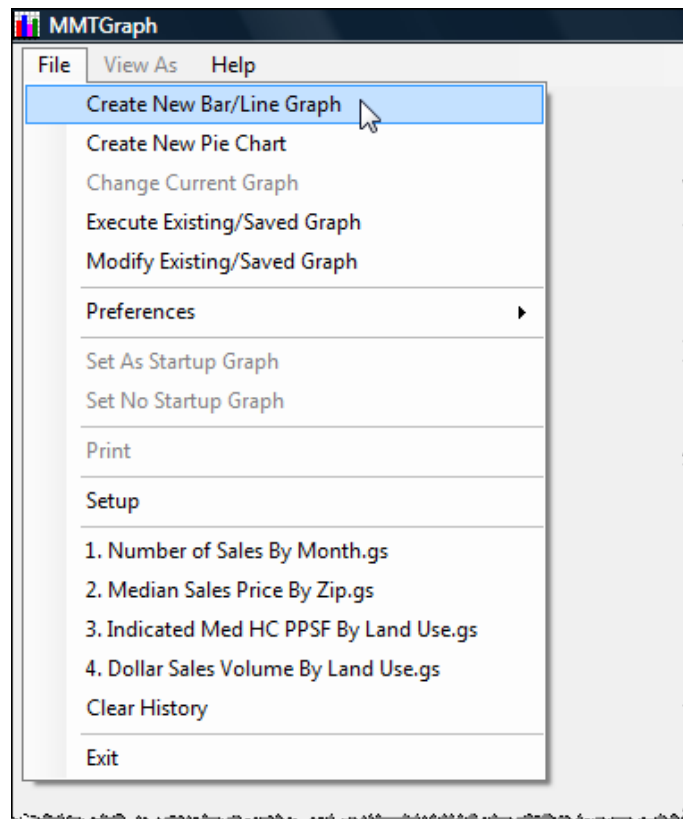 MMTGraph
File View As Help
Create New Bar/Line Graph
Create New Pie Chart
Change Current Graph
Execute Existing/Saved Graph
Modify Existing/Saved Graph
Preferences
Set As Startup Graph
Set No Startup Graph
Print
Setup
1. Number of Sales By Month.gs
2. Median Sales Price By Zip.gs
3. Indicated Med HC PPSF By Land Use.gs
4. Dollar Sales Volume By Land Use.gs
Clear History
Exit